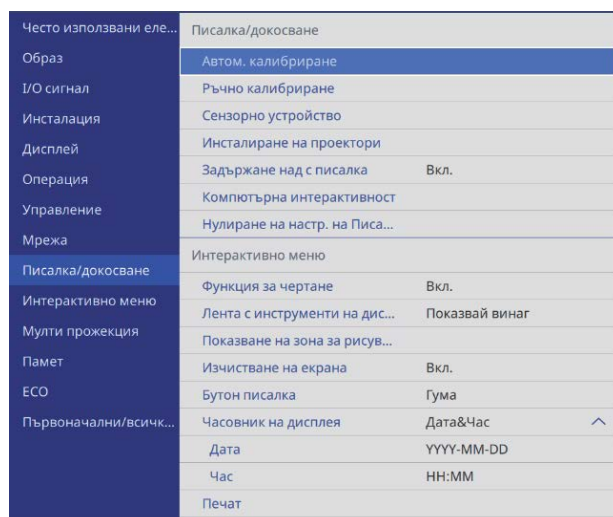 Често използвани еле...
Образ
I/O сигнал
Инсталация
Дисплей
Операция
Управление
Мрежа
Писалка/докосване
Интерактивно меню
Мулти прожекция
Памет
ECO
Първоначални/всичк...
Писалка/докосване
Автом. калибриране
Ръчно калибриране
Сензорно устройство
Инсталиране на проектори
Задържане над с писалка Вкл.
Компютърна интерактивност
Нулиране на настр. на Писа...
Интерактивно меню
Функция за чертане Вкл.
Лента с инструменти на дис... Показвай винаг
Показване на зона за рисув...
Изчистване на екрана Вкл.
Бутон писалка Гума
Часовник на дисплея Дата&Час
Дата YYYY-MM-DD
Час HH:MM
Печат